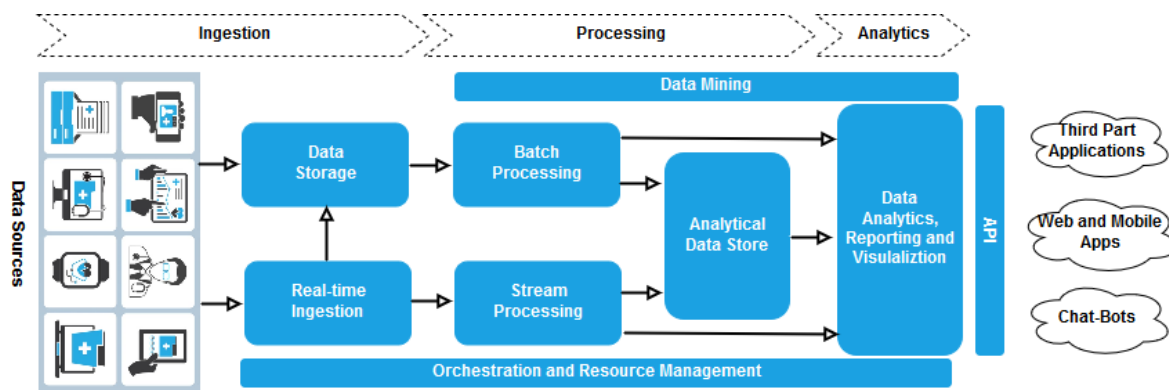 Ingestion
Processing
Analytics
Data Sources
Data Mining
Data
Storage
Batch
Processing
Analytical
Data Store
Data
Analytics,
Reporting and
Visulaliztion
Real-time
Ingestion
Stream
Processing
Orchestration and Resource Management
API
Third Part
Applications
Web and Mobile
Apps
Chat-Bots